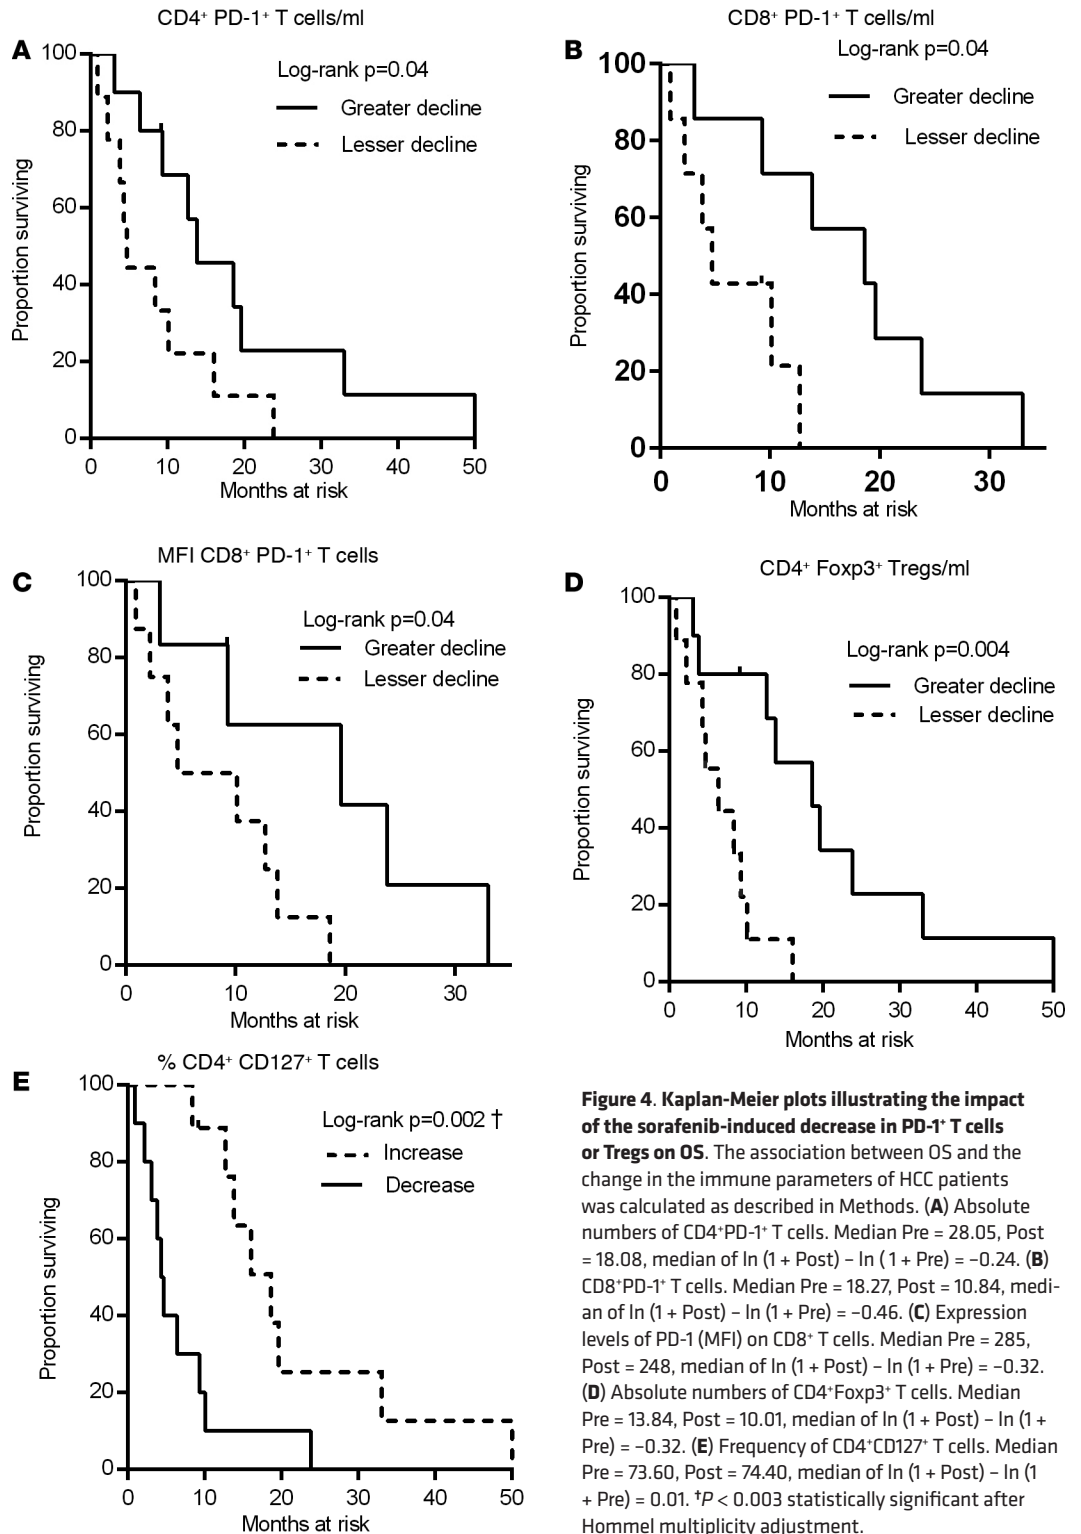 CD4⁺ PD-1⁺ T cells/ml
A
Log-rank p=0.04
Greater decline
Lesser decline
Proportion surviving
100
80
60
40
20
0
0 10 20 30 40 50
Months at risk
CD8⁺ PD-1⁺ T cells/ml
B
Log-rank p=0.04
Greater decline
Lesser decline
Proportion surviving
100
80
60
40
20
0
0 10 20 30
Months at risk
MFI CD8⁺ PD-1⁺ T cells
C
Log-rank p=0.04
Greater decline
Lesser decline
Proportion surviving
100
80
60
40
20
0
0 10 20 30
Months at risk
CD4⁺ Foxp3⁺ Tregs/ml
D
Log-rank p=0.004
Greater decline
Lesser decline
Proportion surviving
100
80
60
40
20
0
0 10 20 30 40 50
Months at risk
% CD4⁺ CD127⁺ T cells
E
Log-rank p=0.002 †
Increase
Decrease
Proportion surviving
100
80
60
40
20
0
0 10 20 30 40 50
Months at risk
Figure 4. Kaplan-Meier plots illustrating the impact
of the sorafenib-induced decrease in PD-1⁺ T cells
or Tregs on OS. The association between OS and the
change in the immune parameters of HCC patients
was calculated as described in Methods. (A) Absolute
numbers of CD4⁺PD-1⁺ T cells. Median Pre = 28.05, Post
= 18.08, median of ln (1 + Post) – ln ( 1 + Pre) = –0.24. (B)
CD8⁺PD-1⁺ T cells. Median Pre = 18.27, Post = 10.84, medi-
an of ln (1 + Post) – ln (1 + Pre) = –0.46. (C) Expression
levels of PD-1 (MFI) on CD8⁺ T cells. Median Pre = 285,
Post = 248, median of ln (1 + Post) – ln (1 + Pre) = –0.32.
(D) Absolute numbers of CD4⁺Foxp3⁺ T cells. Median
Pre = 13.84, Post = 10.01, median of ln (1 + Post) – ln (1 +
Pre) = –0.32. (E) Frequency of CD4⁺CD127⁺ T cells. Median
Pre = 73.60, Post = 74.40, median of ln (1 + Post) – ln (1
+ Pre) = 0.01. †P < 0.003 statistically significant after
Hommel multiplicity adjustment.